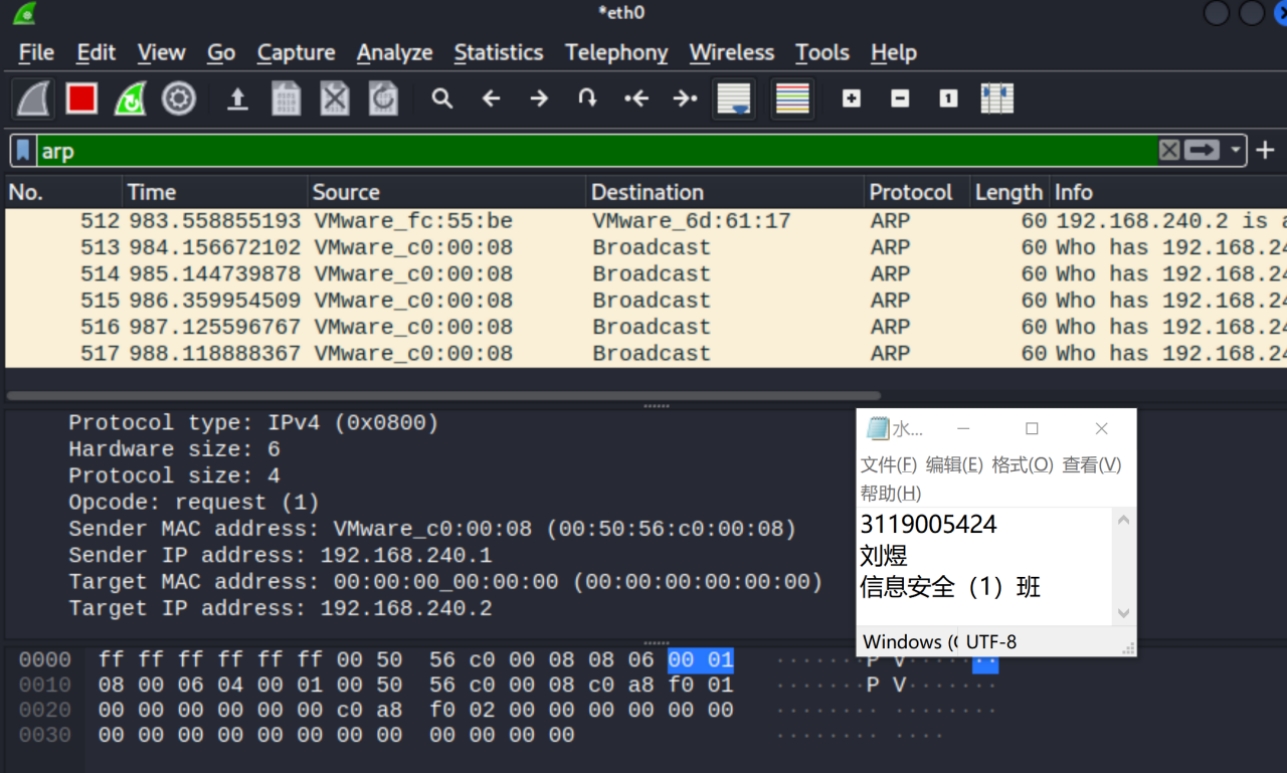 *eth0
File Edit View Go Capture Analyze Statistics Telephony Wireless Tools Help
arp
No. Time Source Destination Protocol Length Info
512 983.558855193 VMware_fc:55:be VMware_6d:61:17 ARP 60 192.168.240.2 is
513 984.156672102 VMware_c0:00:08 Broadcast ARP 60 Who has 192.168.24
514 985.144739878 VMware_c0:00:08 Broadcast ARP 60 Who has 192.168.24
515 986.359954509 VMware_c0:00:08 Broadcast ARP 60 Who has 192.168.24
516 987.125596767 VMware_c0:00:08 Broadcast ARP 60 Who has 192.168.24
517 988.118888367 VMware_c0:00:08 Broadcast ARP 60 Who has 192.168.24
Protocol type: IPv4 (0x0800)
Hardware size: 6
Protocol size: 4
Opcode: request (1)
Sender MAC address: VMware_c0:00:08 (00:50:56:c0:00:08)
Sender IP address: 192.168.240.1
Target MAC address: 00:00:00_00:00:00 (00:00:00:00:00:00)
Target IP address: 192.168.240.2
水...
文件(F) 编辑(E) 格式(O) 查看(V)
帮助(H)
3119005424
刘煜
信息安全（1）班
Windows ( UTF-8
0000 ff ff ff ff ff ff 00 50 56 c0 00 08 08 06 00 01 ·······P V·······
0010 08 00 06 04 00 01 00 50 56 c0 00 08 c0 a8 f0 01 ·······P V·······
0020 00 00 00 00 00 00 c0 a8 f0 02 00 00 00 00 00 00 ········ ········
0030 00 00 00 00 00 00 00 00 00 00 00 00 ········ ····